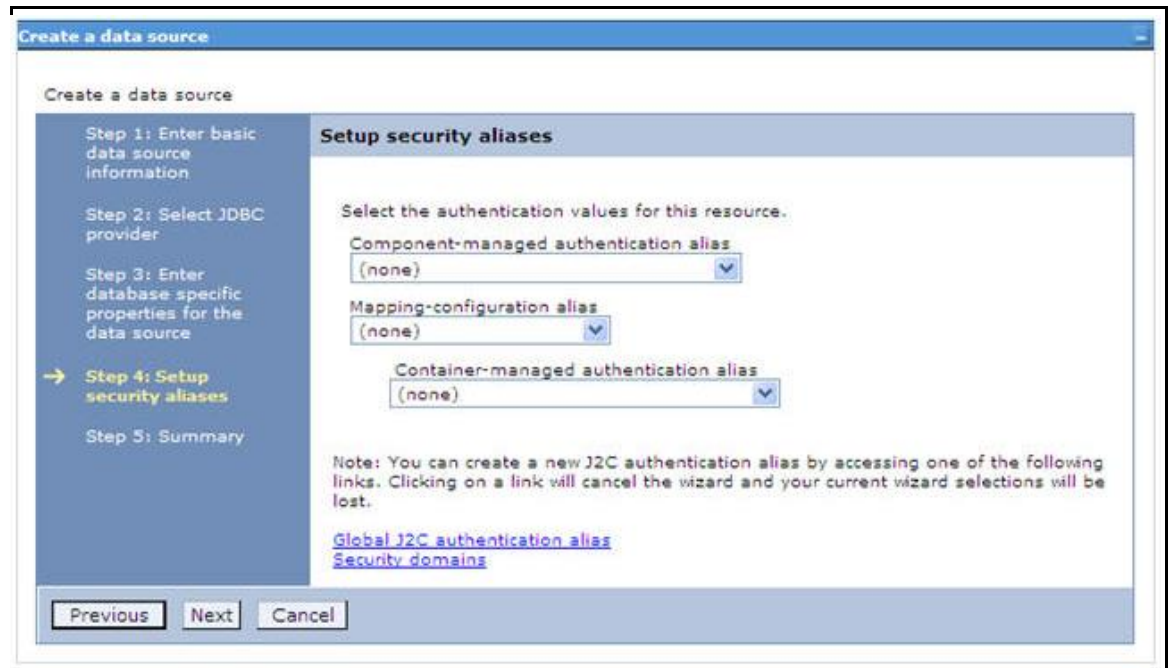 Create a data source
Create a data source
Step 1: Enter basic
data source
information
Step 2: Select JDBC
provider
Step 3: Enter
database specific
properties for the
data source
Step 4: Setup
security aliases
Step 5: Summary
Setup security aliases
Select the authentication values for this resource.
Component-managed authentication alias
(none)
Mapping-configuration alias
(none)
Container-managed authentication alias
(none)
Note: You can create a new J2C authentication alias by accessing one of the following
links. Clicking on a link will cancel the wizard and your current wizard selections will be
lost.
Global J2C authentication alias
Security domains
Previous Next Cancel